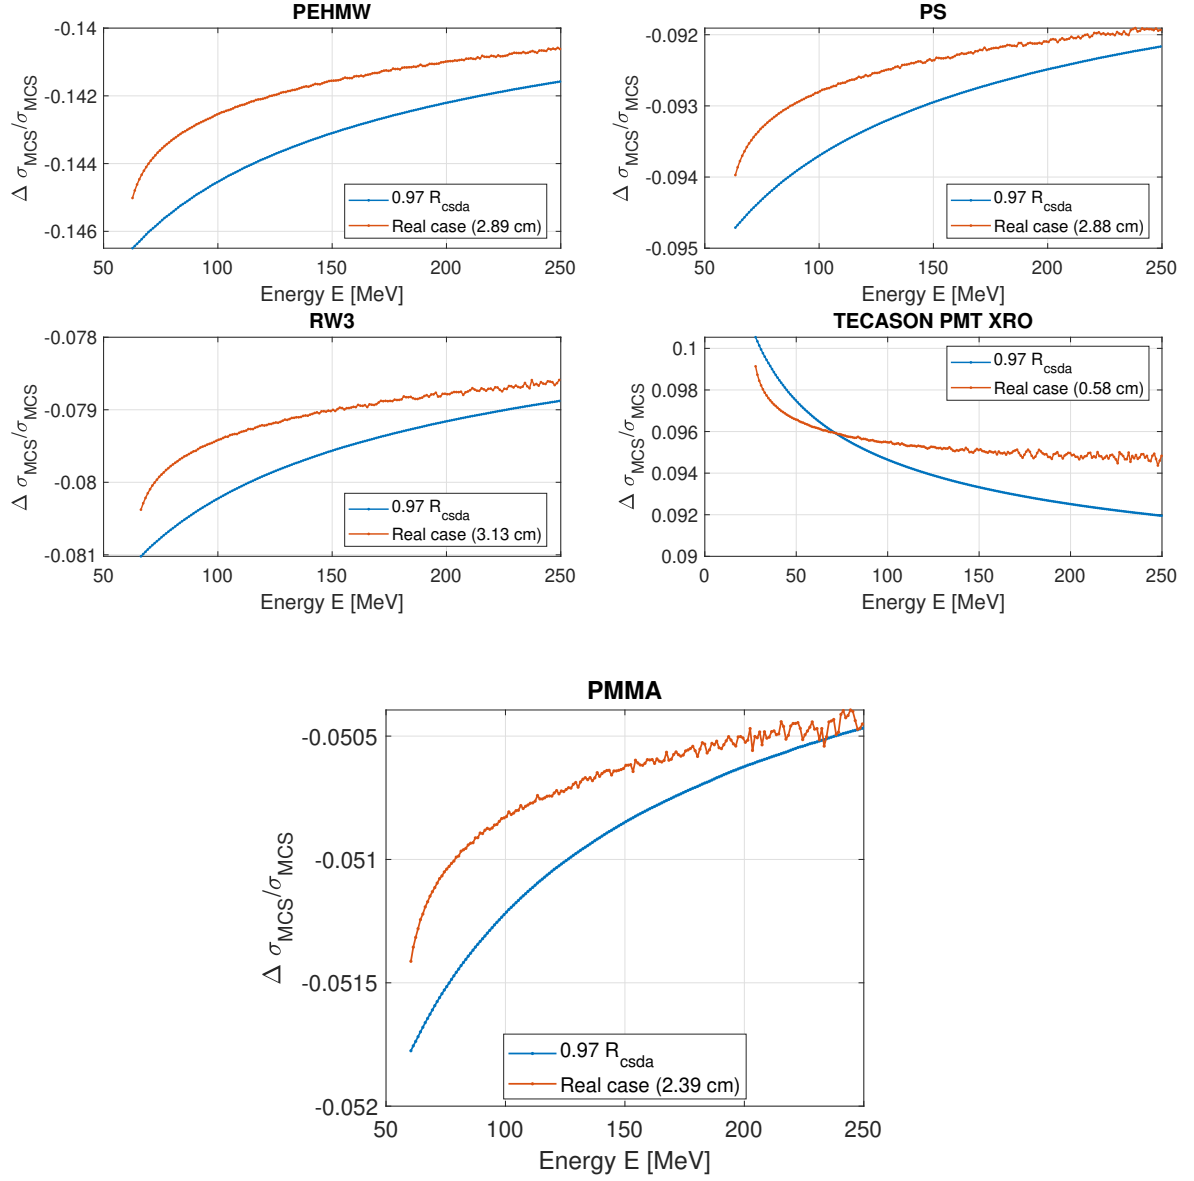 PEHMW
-0.14
-0.142
-0.144
-0.146
Δ σMCS/σMCS
0.97 Rcsda
Real case (2.89 cm)
50 100 150 200 250
Energy E [MeV]
PS
-0.092
-0.093
-0.094
-0.095
Δ σMCS/σMCS
0.97 Rcsda
Real case (2.88 cm)
50 100 150 200 250
Energy E [MeV]
RW3
-0.078
-0.079
-0.08
-0.081
Δ σMCS/σMCS
0.97 Rcsda
Real case (3.13 cm)
50 100 150 200 250
Energy E [MeV]
TECASON PMT XRO
0.1
0.098
0.096
0.094
0.092
0.09
Δ σMCS/σMCS
0.97 Rcsda
Real case (0.58 cm)
0 50 100 150 200 250
Energy E [MeV]
PMMA
-0.0505
-0.051
-0.0515
-0.052
Δ σMCS/σMCS
0.97 Rcsda
Real case (2.39 cm)
50 100 150 200 250
Energy E [MeV]